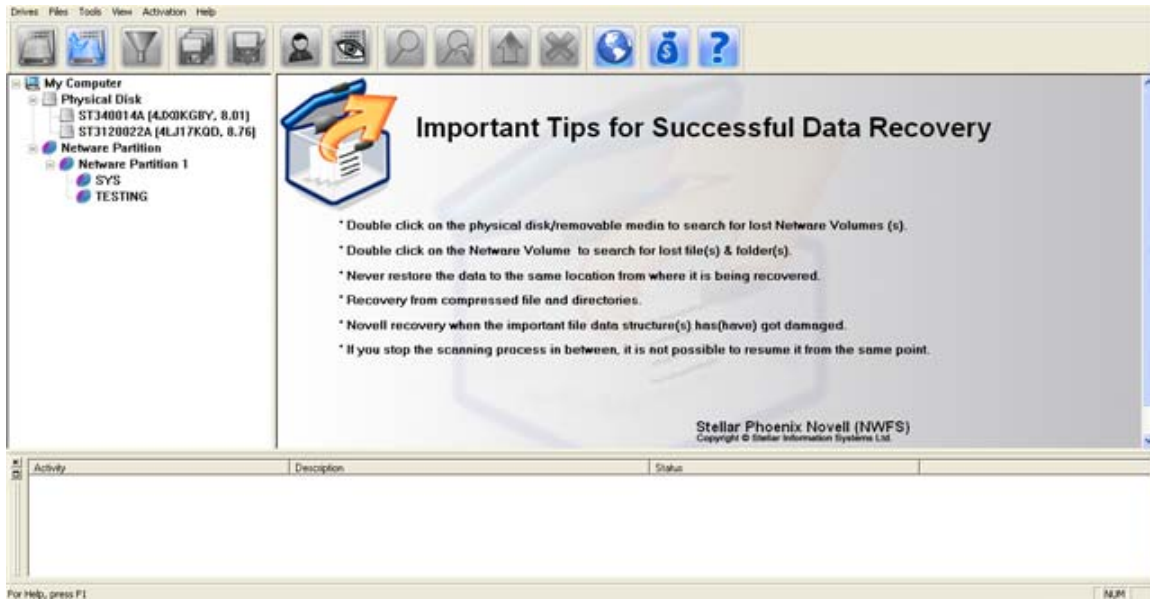 Drives Files Tools View Activation Help
My Computer
Physical Disk
ST340014A (4JX0KGBY, 8.01)
ST3120022A (4LJ17KQD, 8.76)
Netware Partition
Netware Partition 1
SYS
TESTING
Important Tips for Successful Data Recovery
* Double click on the physical disk/removable media to search for lost Netware Volumes (s).
* Double click on the Netware Volume to search for lost file(s) & folder(s).
* Never restore the data to the same location from where it is being recovered.
* Recovery from compressed file and directories.
* Novell recovery when the important file data structure(s) has(have) got damaged.
* If you stop the scanning process in between, it is not possible to resume it from the same point.
Stellar Phoenix Novell (NWFS)
Copyright © Stellar Information Systems Ltd.
Activity Description Status
For Help, press F1 NUM